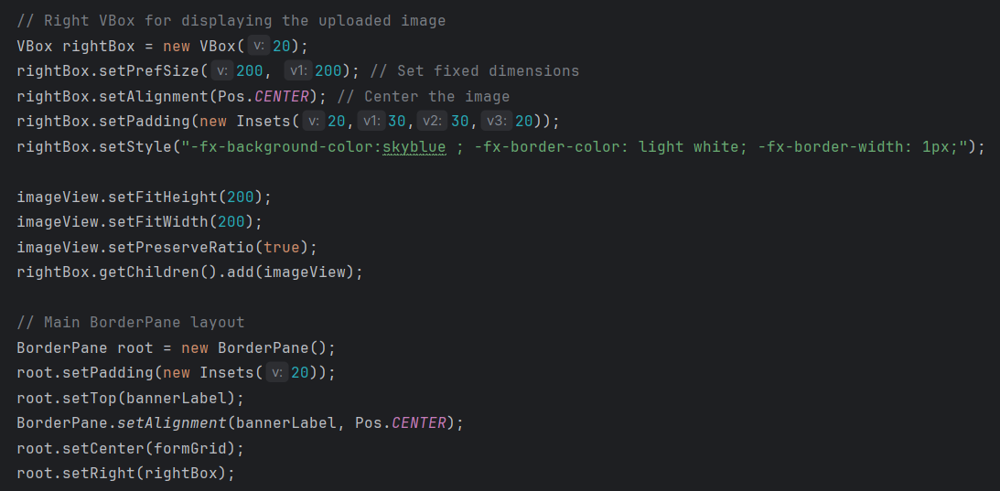 // Right VBox for displaying the uploaded image
VBox rightBox = new VBox( v: 20);
rightBox.setPrefSize( v: 200, v1: 200); // Set fixed dimensions
rightBox.setAlignment(Pos.CENTER); // Center the image
rightBox.setPadding(new Insets( v: 20, v1: 30, v2: 30, v3: 20));
rightBox.setStyle("-fx-background-color:skyblue ; -fx-border-color: light white; -fx-border-width: 1px;");
imageView.setFitHeight(200);
imageView.setFitWidth(200);
imageView.setPreserveRatio(true);
rightBox.getChildren().add(imageView);
// Main BorderPane layout
BorderPane root = new BorderPane();
root.setPadding(new Insets( v: 20));
root.setTop(bannerLabel);
BorderPane.setAlignment(bannerLabel, Pos.CENTER);
root.setCenter(formGrid);
root.setRight(rightBox);